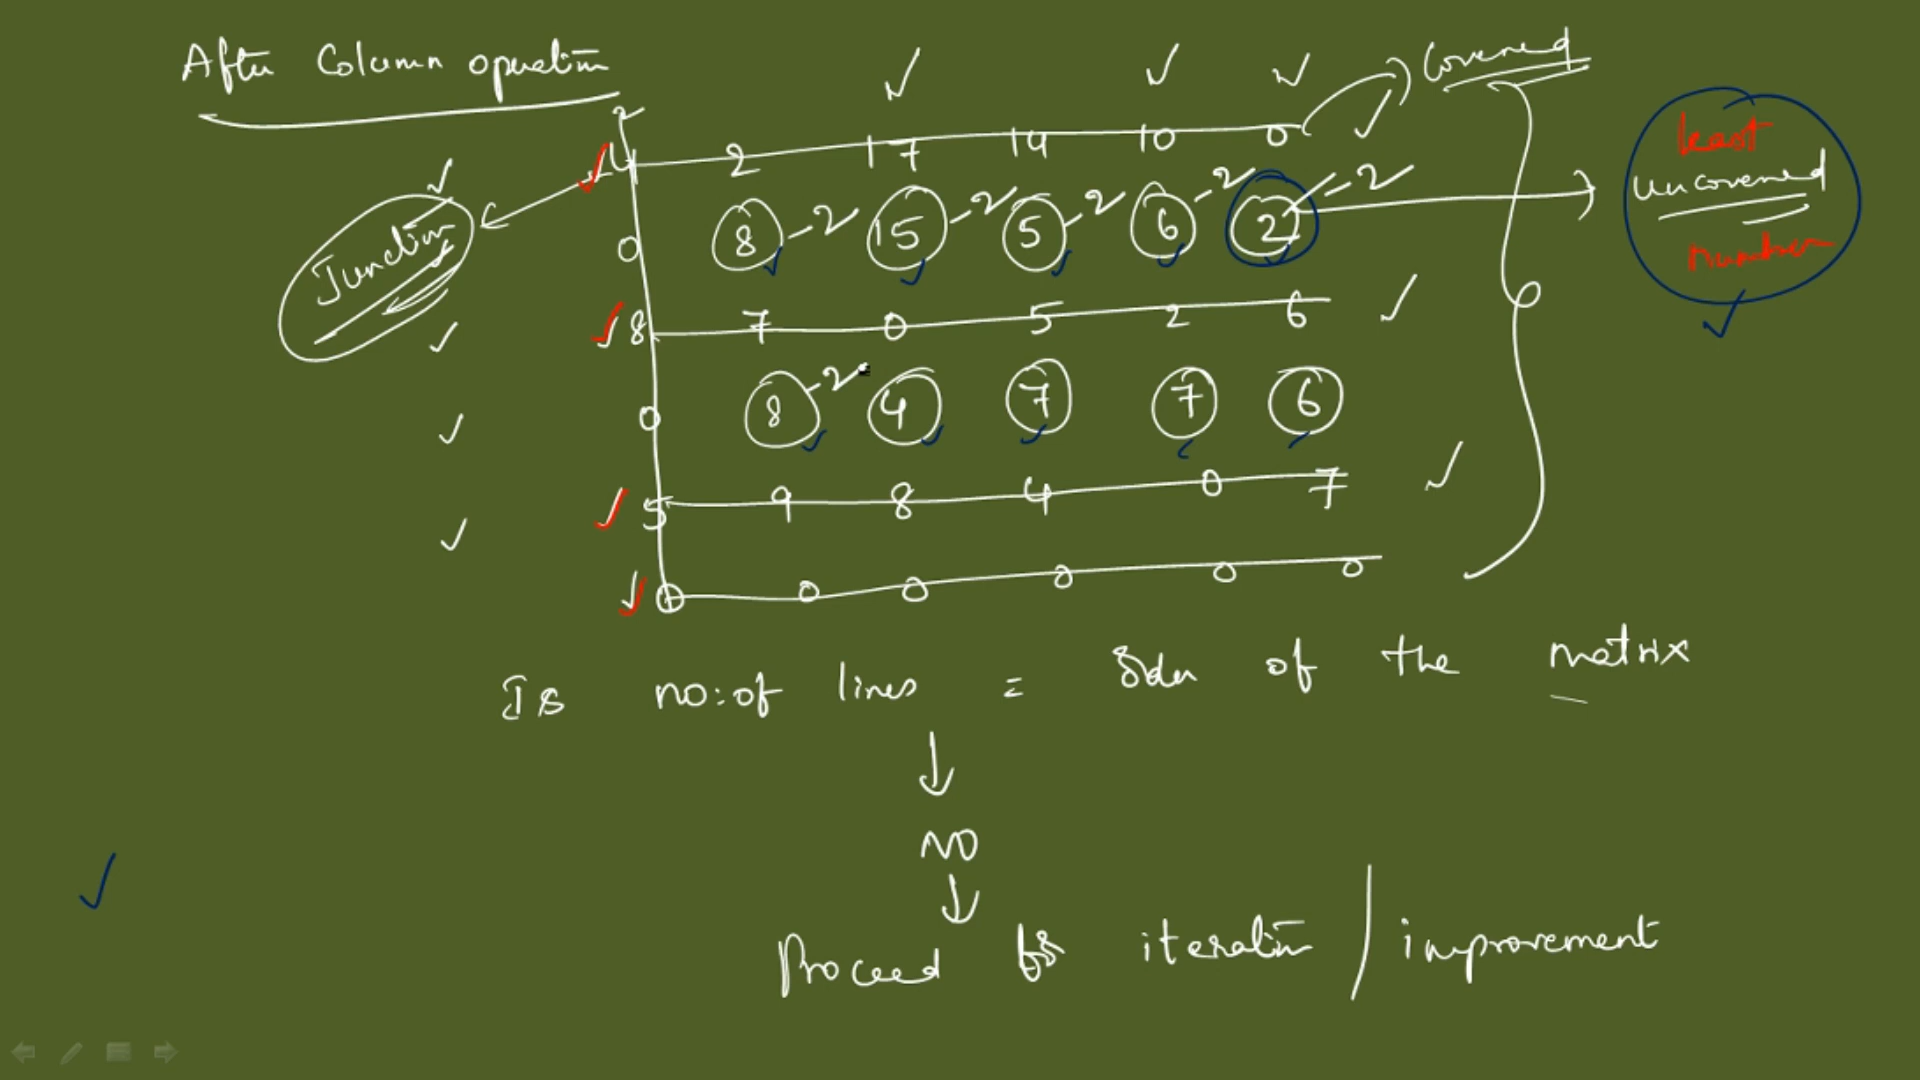 After Column operation
Covered
least
uncovered
number
Junction
4 2 17 14 10 0
0 8 -2 15 -2 5 -2 6 -2 2 -2
8 7 0 5 2 6
0 8 -2 4 7 7 6
5 9 8 4 0 7
0 0 0 0 0 0
Is no:of lines = order of the matrix
NO
Proceed for iteration / improvement